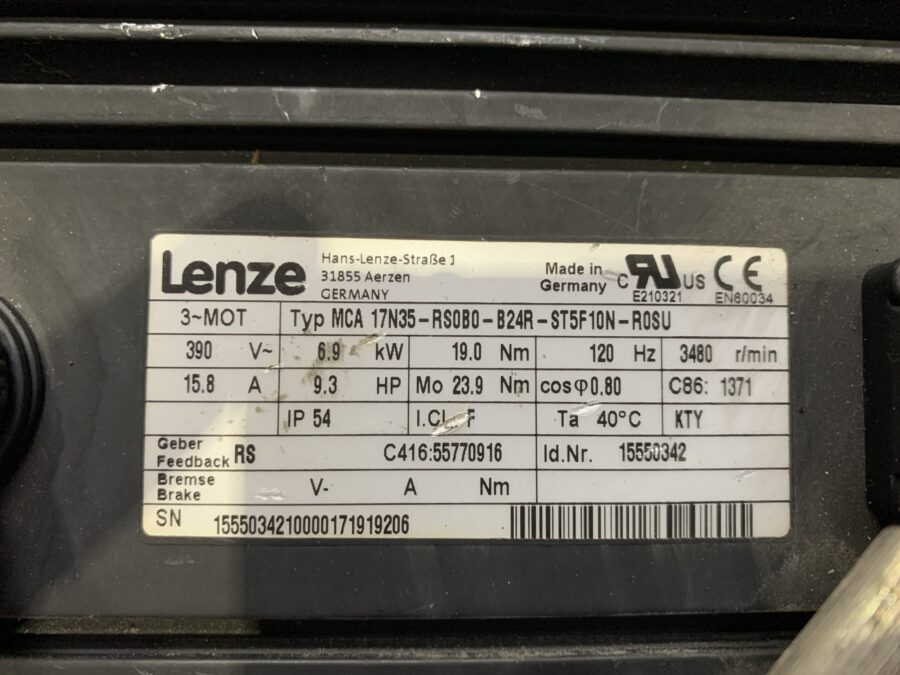 Lenze
Hans-Lenze-Straße 1
31855 Aerzen
GERMANY
Made in
Germany
C RU US CE
E210321 EN60034
3~MOT Typ MCA 17N35-RS0B0-B24R-ST5F10N-R0SU
390 V~ 6.9 kW 19.0 Nm 120 Hz 3480 r/min
15.8 A 9.3 HP Mo 23.9 Nm cosφ0.80 C86: 1371
IP 54 I.CL. F Ta 40°C KTY
Geber
Feedback RS C416:55770916 Id.Nr. 15550342
Bremse
Brake V- A Nm
SN 1555034210000171919206